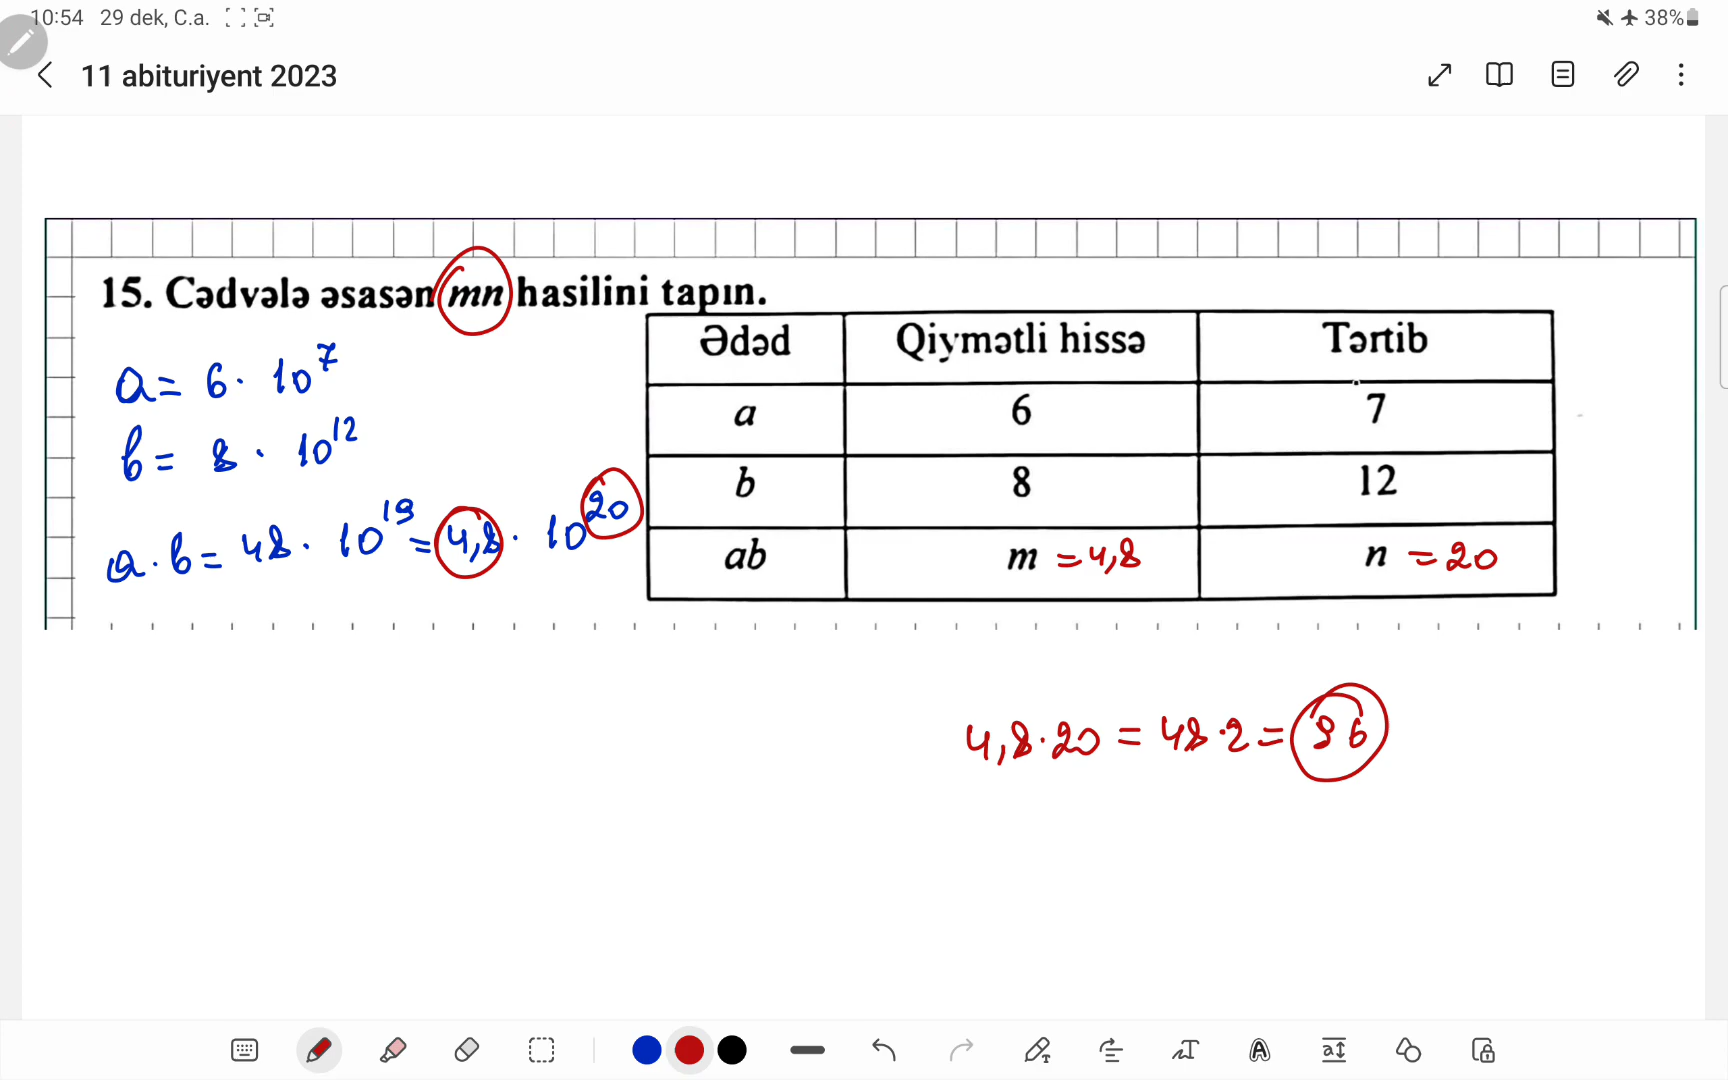 10:54 29 dek, C.a. 38%
11 abituriyent 2023
15. Cədvələ əsasən mn hasilini tapın.
Ədəd Qiymətli hissə Tərtib
a 6 7
b 8 12
ab m = 4,8 n = 20
a = 6 · 10⁷
b = 8 · 10¹²
a · b = 48 · 10¹⁹ = 4,8 · 10²⁰
4,8 · 20 = 48 · 2 = 96